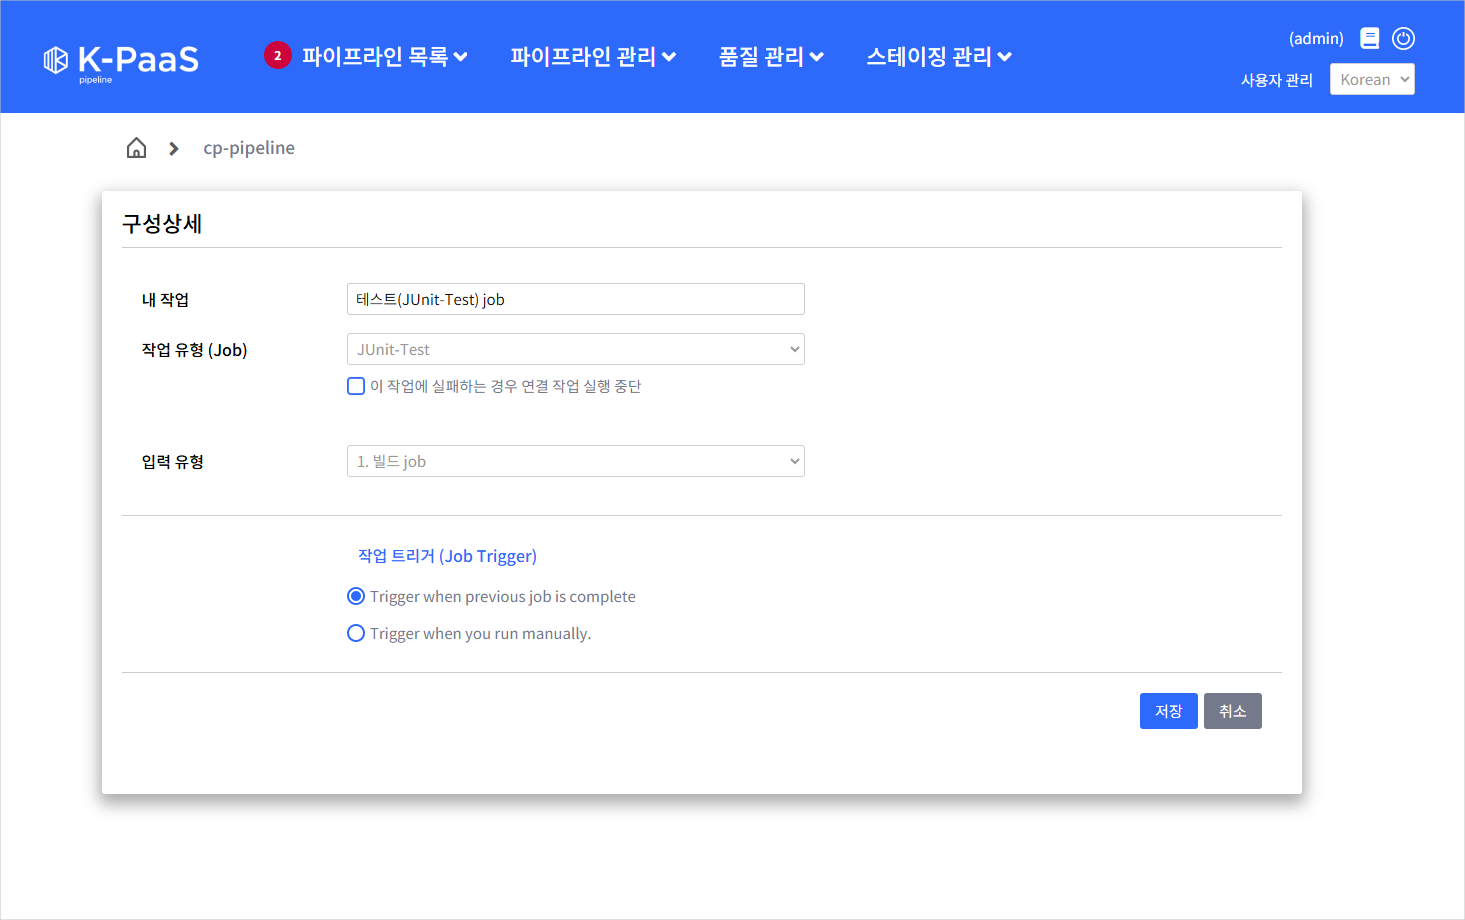 K-PaaS
pipeline
2 파이프라인 목록
파이프라인 관리
품질 관리
스테이징 관리
(admin)
사용자 관리
Korean
cp-pipeline
구성상세
내 작업
테스트(JUnit-Test) job
작업 유형 (Job)
JUnit-Test
이 작업에 실패하는 경우 연결 작업 실행 중단
입력 유형
1. 빌드 job
작업 트리거 (Job Trigger)
Trigger when previous job is complete
Trigger when you run manually.
저장
취소